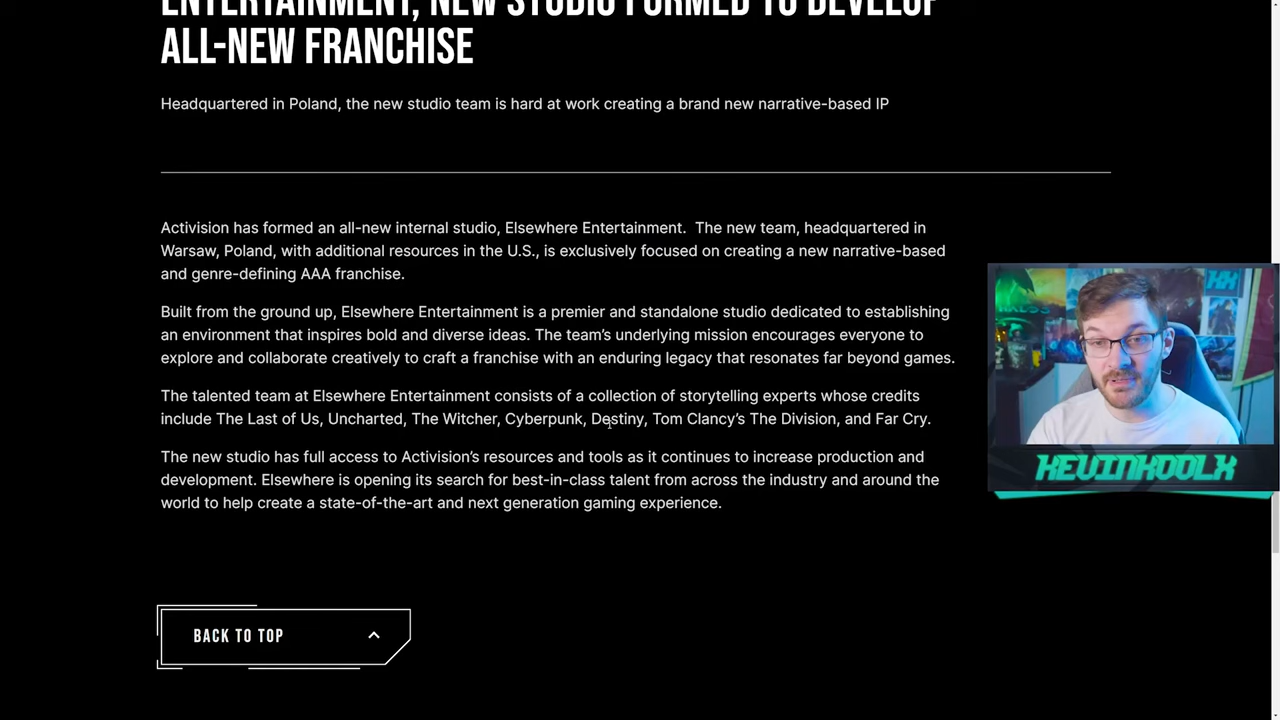 ENTERTAINMENT, NEW STUDIO FORMED TO DEVELOP
ALL-NEW FRANCHISE
Headquartered in Poland, the new studio team is hard at work creating a brand new narrative-based IP
Activision has formed an all-new internal studio, Elsewhere Entertainment.  The new team, headquartered in
Warsaw, Poland, with additional resources in the U.S., is exclusively focused on creating a new narrative-based
and genre-defining AAA franchise.
Built from the ground up, Elsewhere Entertainment is a premier and standalone studio dedicated to establishing
an environment that inspires bold and diverse ideas. The team’s underlying mission encourages everyone to
explore and collaborate creatively to craft a franchise with an enduring legacy that resonates far beyond games.
The talented team at Elsewhere Entertainment consists of a collection of storytelling experts whose credits
include The Last of Us, Uncharted, The Witcher, Cyberpunk, Destiny, Tom Clancy’s The Division, and Far Cry.
The new studio has full access to Activision’s resources and tools as it continues to increase production and
development. Elsewhere is opening its search for best-in-class talent from across the industry and around the
world to help create a state-of-the-art and next generation gaming experience.
KEVINKOOLX
BACK TO TOP